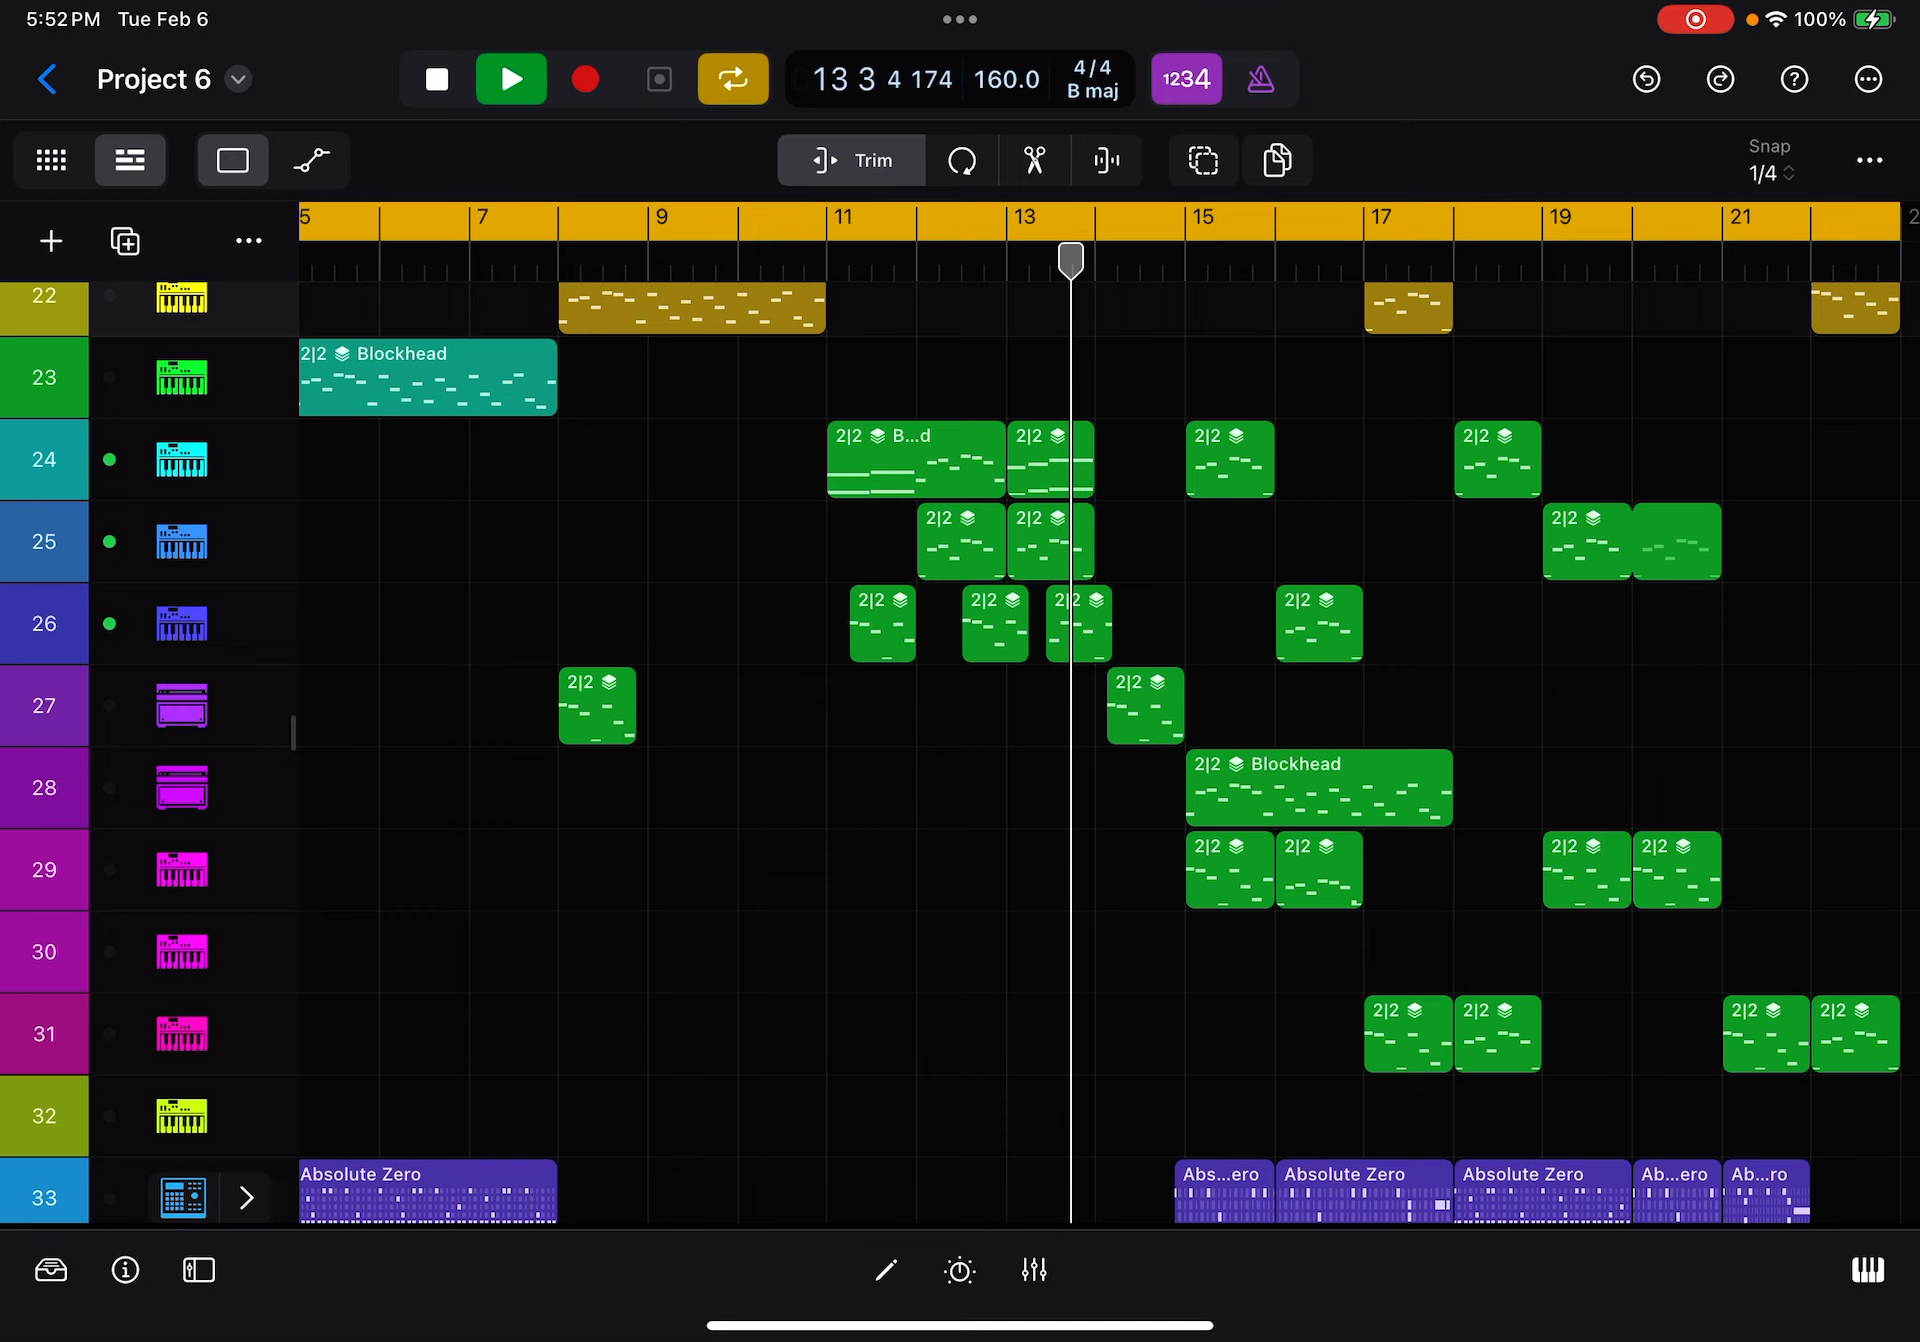 5:52 PM Tue Feb 6
100%
Project 6
13 3 4 174 160.0 4/4
B maj
1234
Trim
Snap
1/4
5 7 9 11 13 15 17 19 21 2
22
23 2|2 Blockhead
24 2|2 B...d 2|2 2|2 2|2
25 2|2 2|2 2|2
26 2|2 2|2 2|2 2|2
27 2|2 2|2
28 2|2 Blockhead
29 2|2 2|2 2|2 2|2
30
31 2|2 2|2 2|2 2|2
32
33 Absolute Zero Abs...ero Absolute Zero Absolute Zero Ab...ero Ab...ro